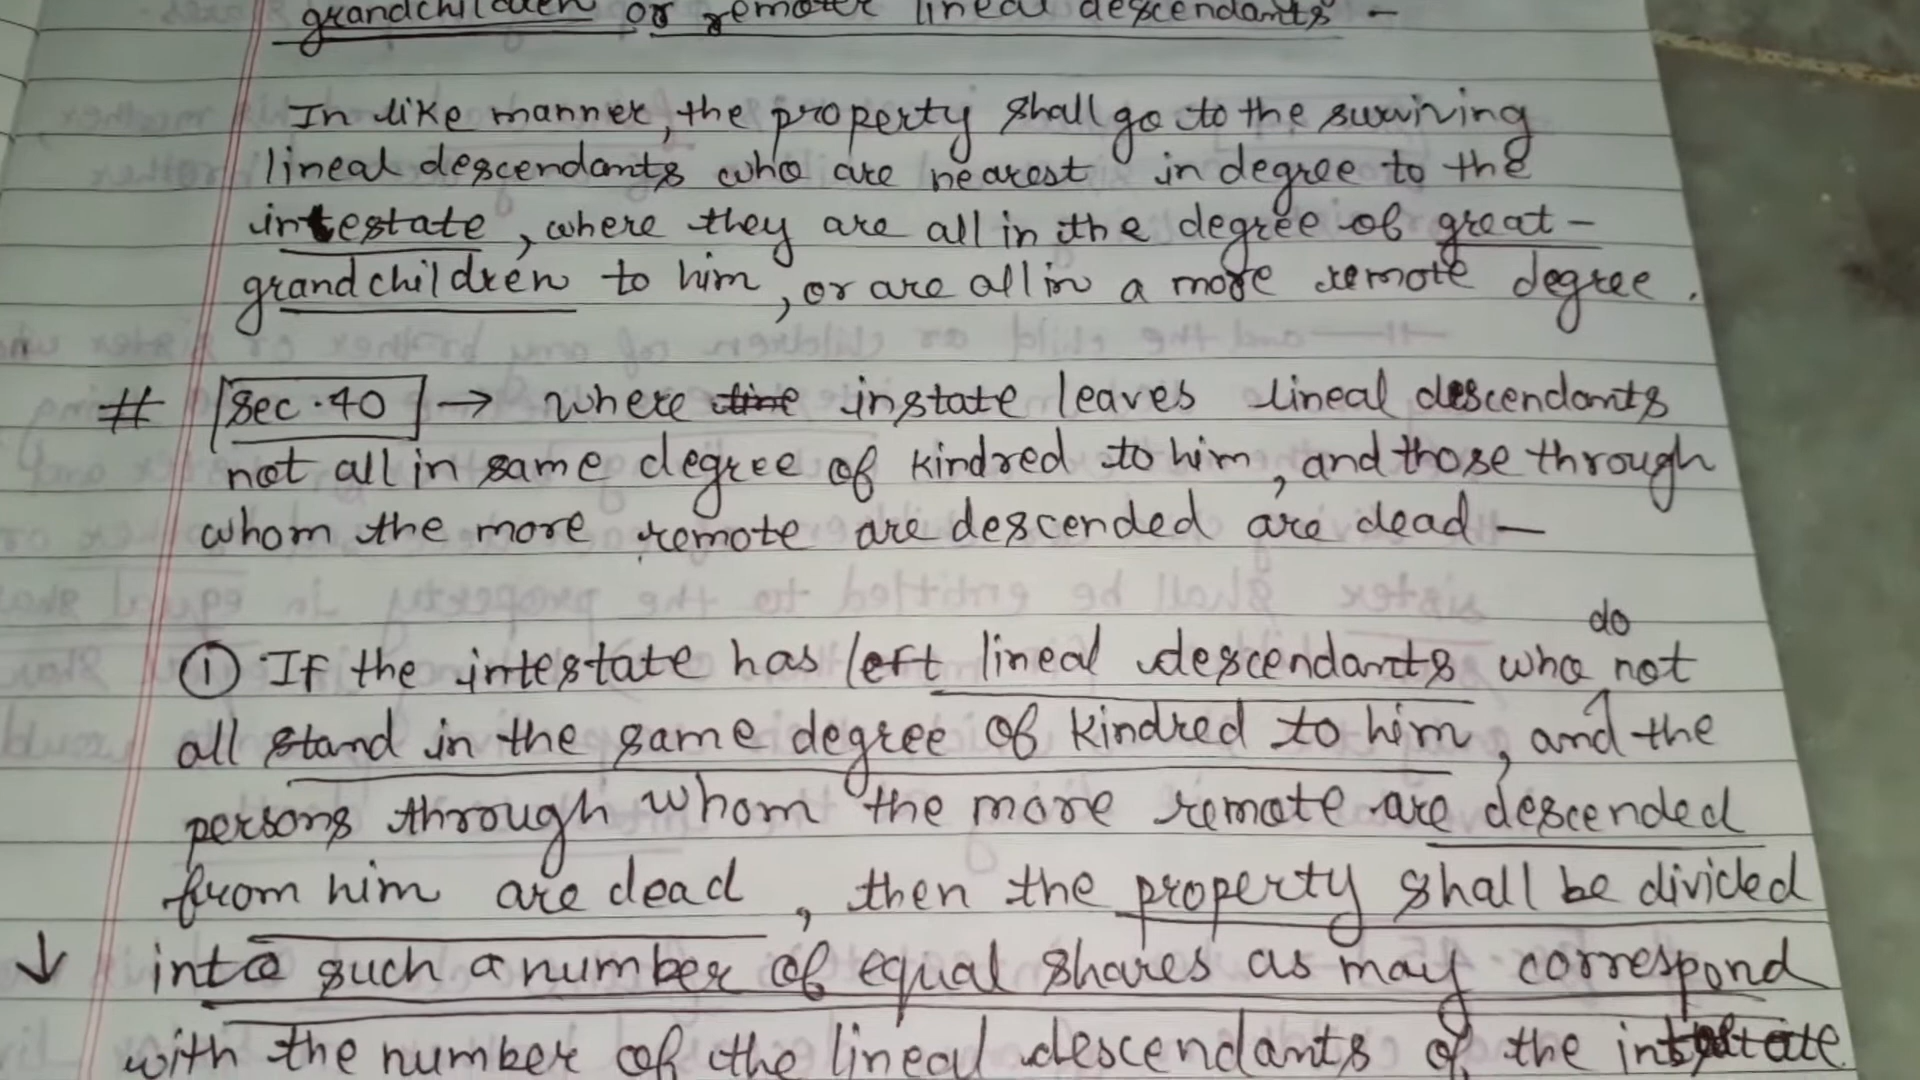 grandchildren or remoter lineal descendants -
In like manner, the property shall go to the surviving
lineal descendants who are nearest in degree to the
intestate, where they are all in the degree of great-
grandchildren to him, or are all in a more remote degree.
# Sec. 40 → where the instate leaves lineal descendants
not all in same degree of kindred to him, and those through
whom the more remote are descended are dead —
do
① If the intestate has left lineal descendants who not
all stand in the same degree of kindred to him, and the
persons through whom the more remote are descended
from him are dead, then the property shall be divided
↓ into such a number of equal shares as may correspond
with the number of the lineal descendants of the intestate